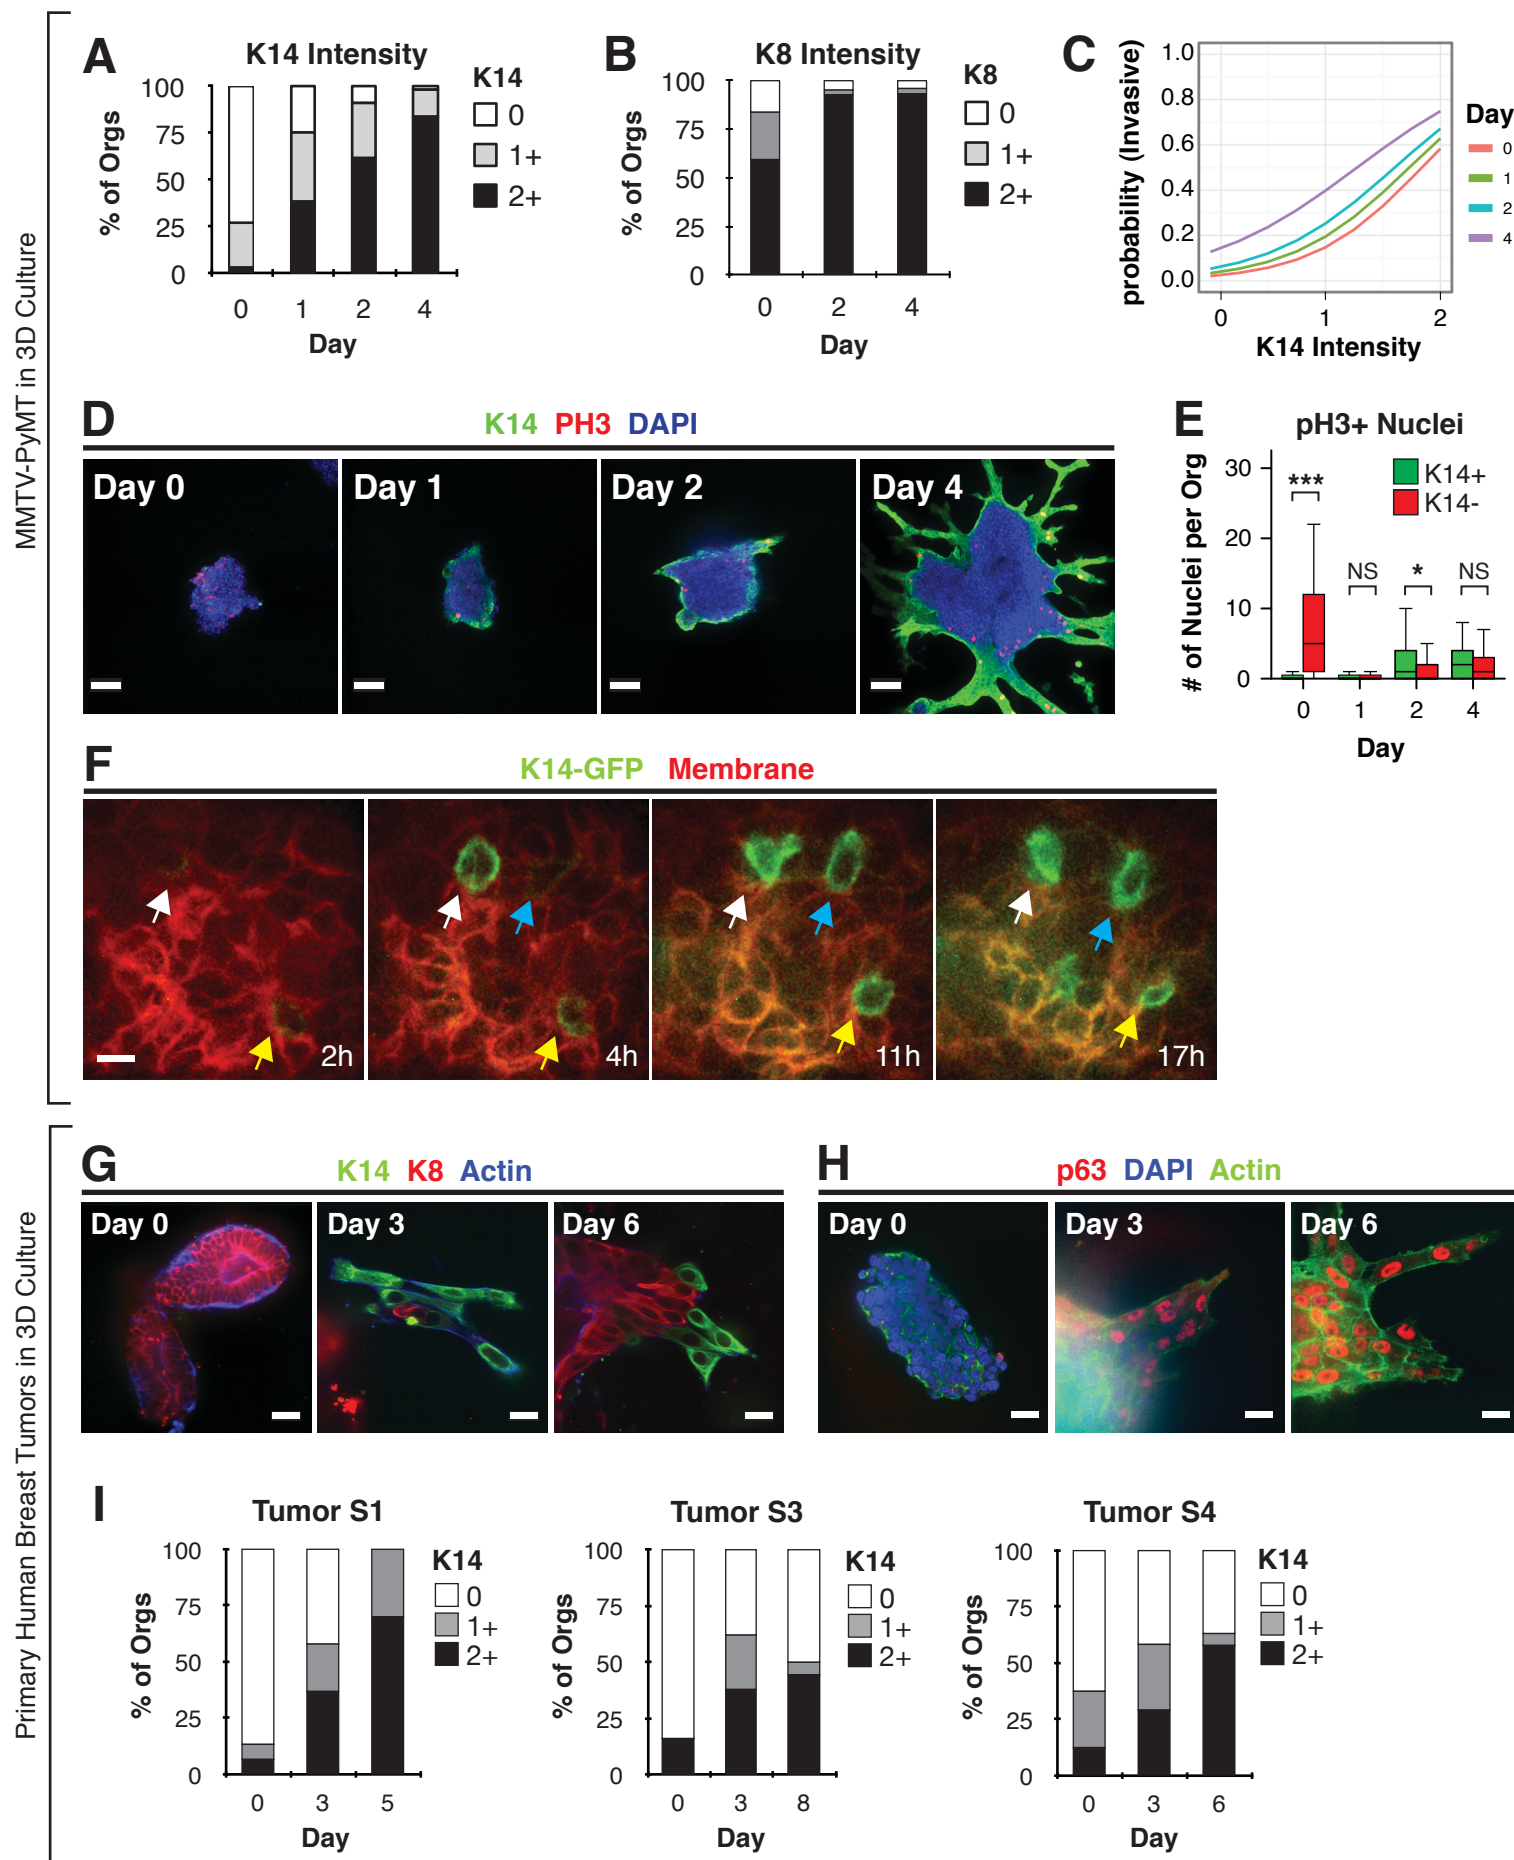 MMTV-PyMT in 3D Culture
A
K14 Intensity
% of Orgs
100
75
50
25
0
0 1 2 4
Day
K14
0
1+
2+
B
K8 Intensity
% of Orgs
100
75
50
25
0
0 2 4
Day
K8
0
1+
2+
C
probability (Invasive)
1.0
0.8
0.6
0.4
0.2
0.0
0 1 2
K14 Intensity
Day
0
1
2
4
D
K14 PH3 DAPI
Day 0
Day 1
Day 2
Day 4
E
pH3+ Nuclei
# of Nuclei per Org
30
20
10
0
K14+
K14-
***
NS
*
NS
0 1 2 4
Day
F
K14-GFP Membrane
2h
4h
11h
17h
Primary Human Breast Tumors in 3D Culture
G
K14 K8 Actin
Day 0
Day 3
Day 6
H
p63 DAPI Actin
Day 0
Day 3
Day 6
I
Tumor S1
% of Orgs
100
75
50
25
0
0 3 5
Day
K14
0
1+
2+
Tumor S3
% of Orgs
100
75
50
25
0
0 3 8
Day
K14
0
1+
2+
Tumor S4
% of Orgs
100
75
50
25
0
0 3 6
Day
K14
0
1+
2+